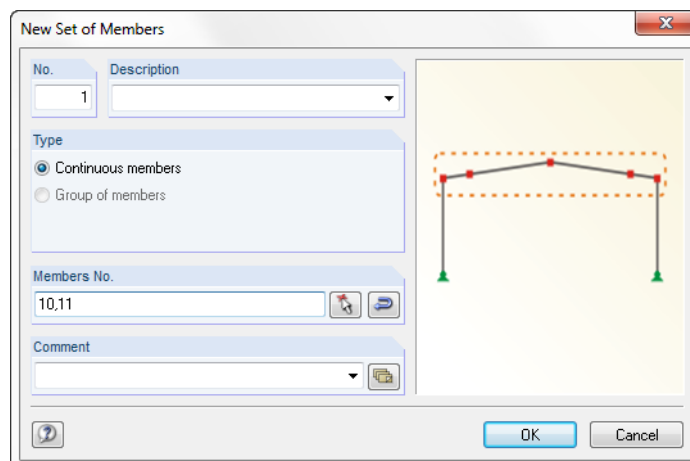 New Set of Members
No.
Description
1
Type
Continuous members
Group of members
Members No.
10,11
Comment
OK
Cancel